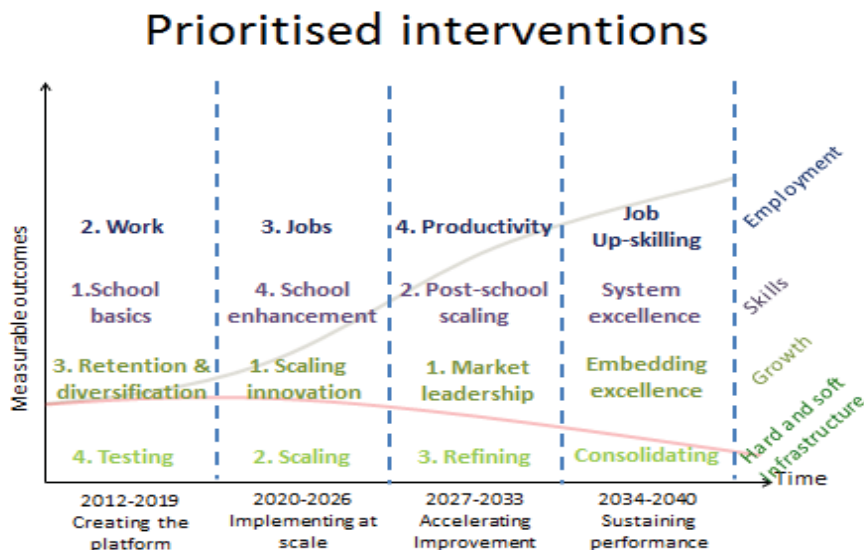 Prioritised interventions
Measurable outcomes
2. Work
3. Jobs
4. Productivity
Job
Up-skilling
Employment
1.School
basics
4. School
enhancement
2. Post-school
scaling
System
excellence
Skills
3. Retention &
diversification
1. Scaling
innovation
1. Market
leadership
Embedding
excellence
Growth
4. Testing
2. Scaling
3. Refining
Consolidating
Hard and soft
infrastructure
Time
2012-2019
Creating the
platform
2020-2026
Implementing at
scale
2027-2033
Accelerating
Improvement
2034-2040
Sustaining
performance